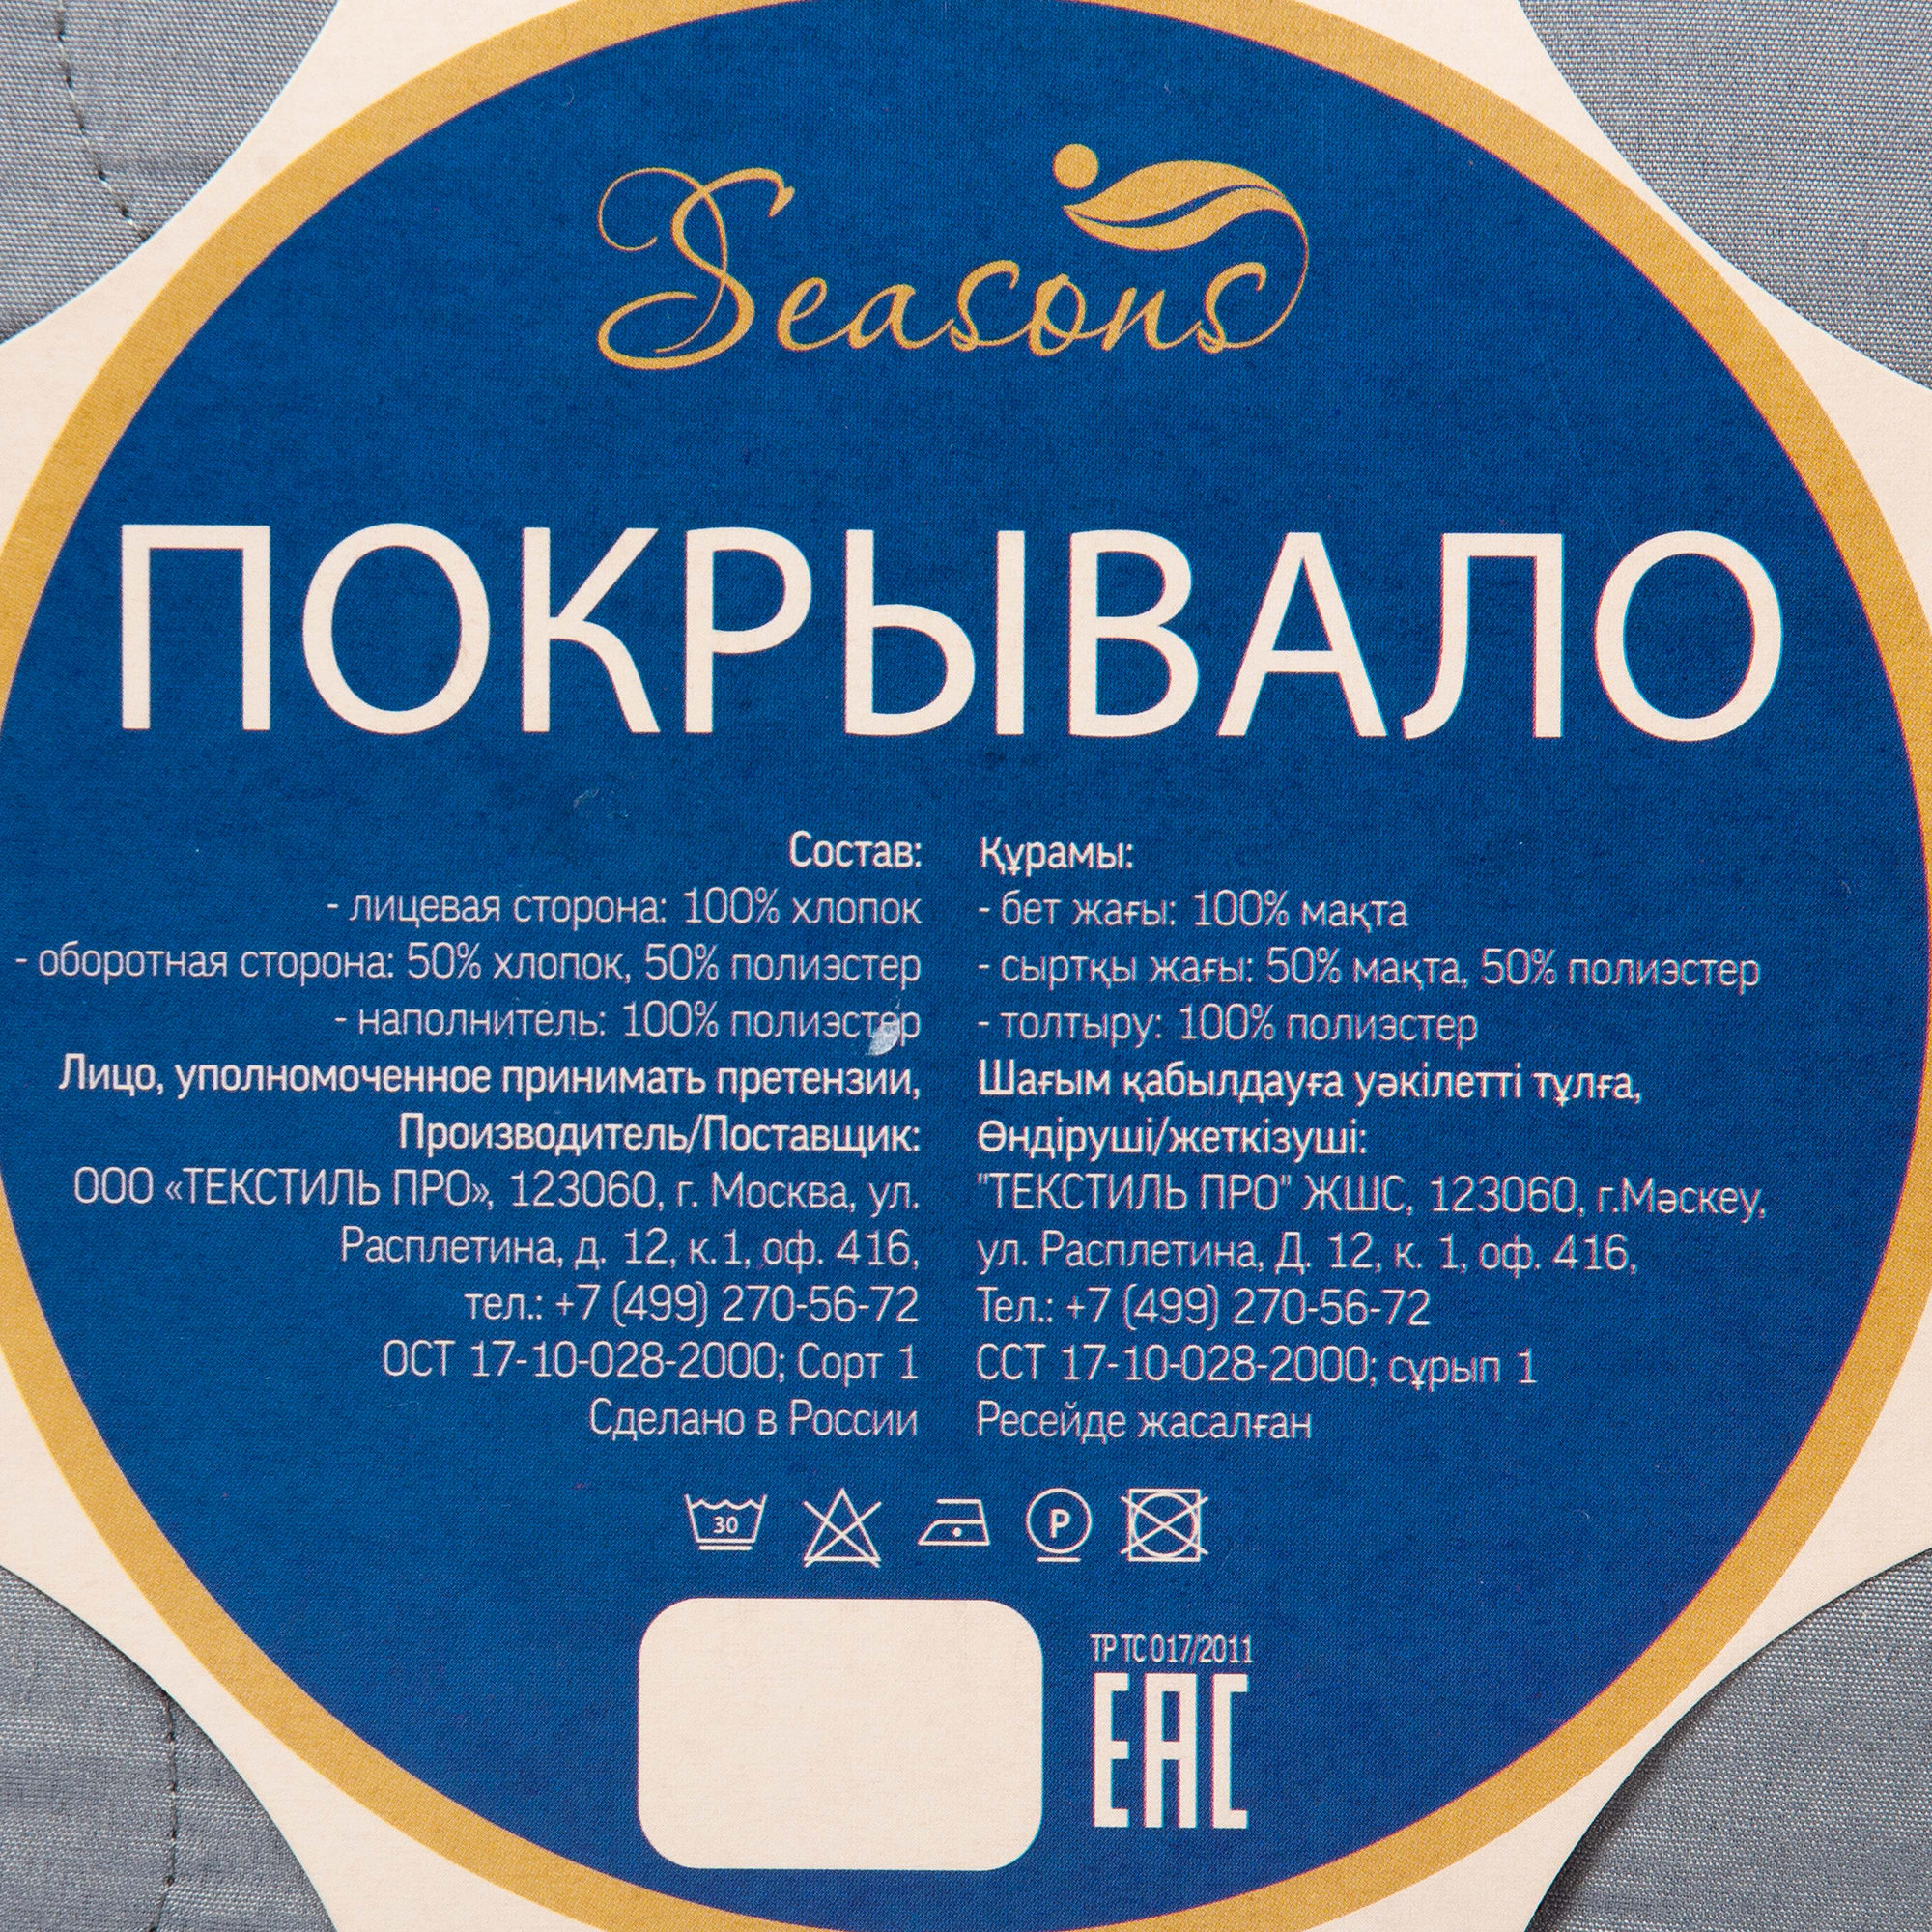 Seasons
ПОКРЫВАЛО
Состав:
- лицевая сторона: 100% хлопок
- оборотная сторона: 50% хлопок, 50% полиэстер
- наполнитель: 100% полиэстер
Лицо, уполномоченное принимать претензии,
Производитель/Поставщик:
ООО «ТЕКСТИЛЬ ПРО», 123060, г. Москва, ул.
Расплетина, д. 12, к.1, оф. 416,
тел.: +7 (499) 270-56-72
ОСТ 17-10-028-2000; Сорт 1
Сделано в России
Құрамы:
- бет жағы: 100% мақта
- сыртқы жағы: 50% мақта, 50% полиэстер
- толтыру: 100% полиэстер
Шағым қабылдауға уәкілетті тұлға,
Өндіруші/жеткізуші:
"ТЕКСТИЛЬ ПРО" ЖШС, 123060, г.Мәскеу,
ул. Расплетина, Д. 12, к. 1, оф. 416,
Тел.: +7 (499) 270-56-72
ССТ 17-10-028-2000; сұрып 1
Ресейде жасалған
30
P
ТР ТС 017/2011
EAC